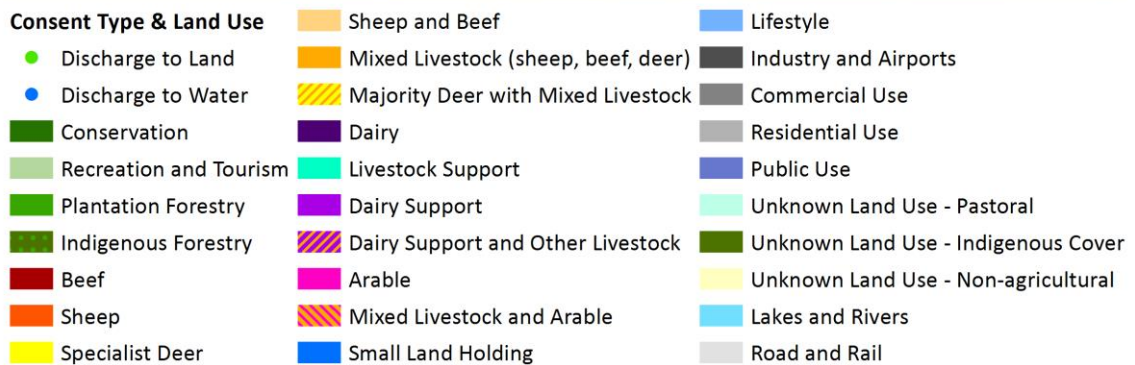 Consent Type & Land Use
Discharge to Land
Discharge to Water
Conservation
Recreation and Tourism
Plantation Forestry
Indigenous Forestry
Beef
Sheep
Specialist Deer
Sheep and Beef
Mixed Livestock (sheep, beef, deer)
Majority Deer with Mixed Livestock
Dairy
Livestock Support
Dairy Support
Dairy Support and Other Livestock
Arable
Mixed Livestock and Arable
Small Land Holding
Lifestyle
Industry and Airports
Commercial Use
Residential Use
Public Use
Unknown Land Use - Pastoral
Unknown Land Use - Indigenous Cover
Unknown Land Use - Non-agricultural
Lakes and Rivers
Road and Rail